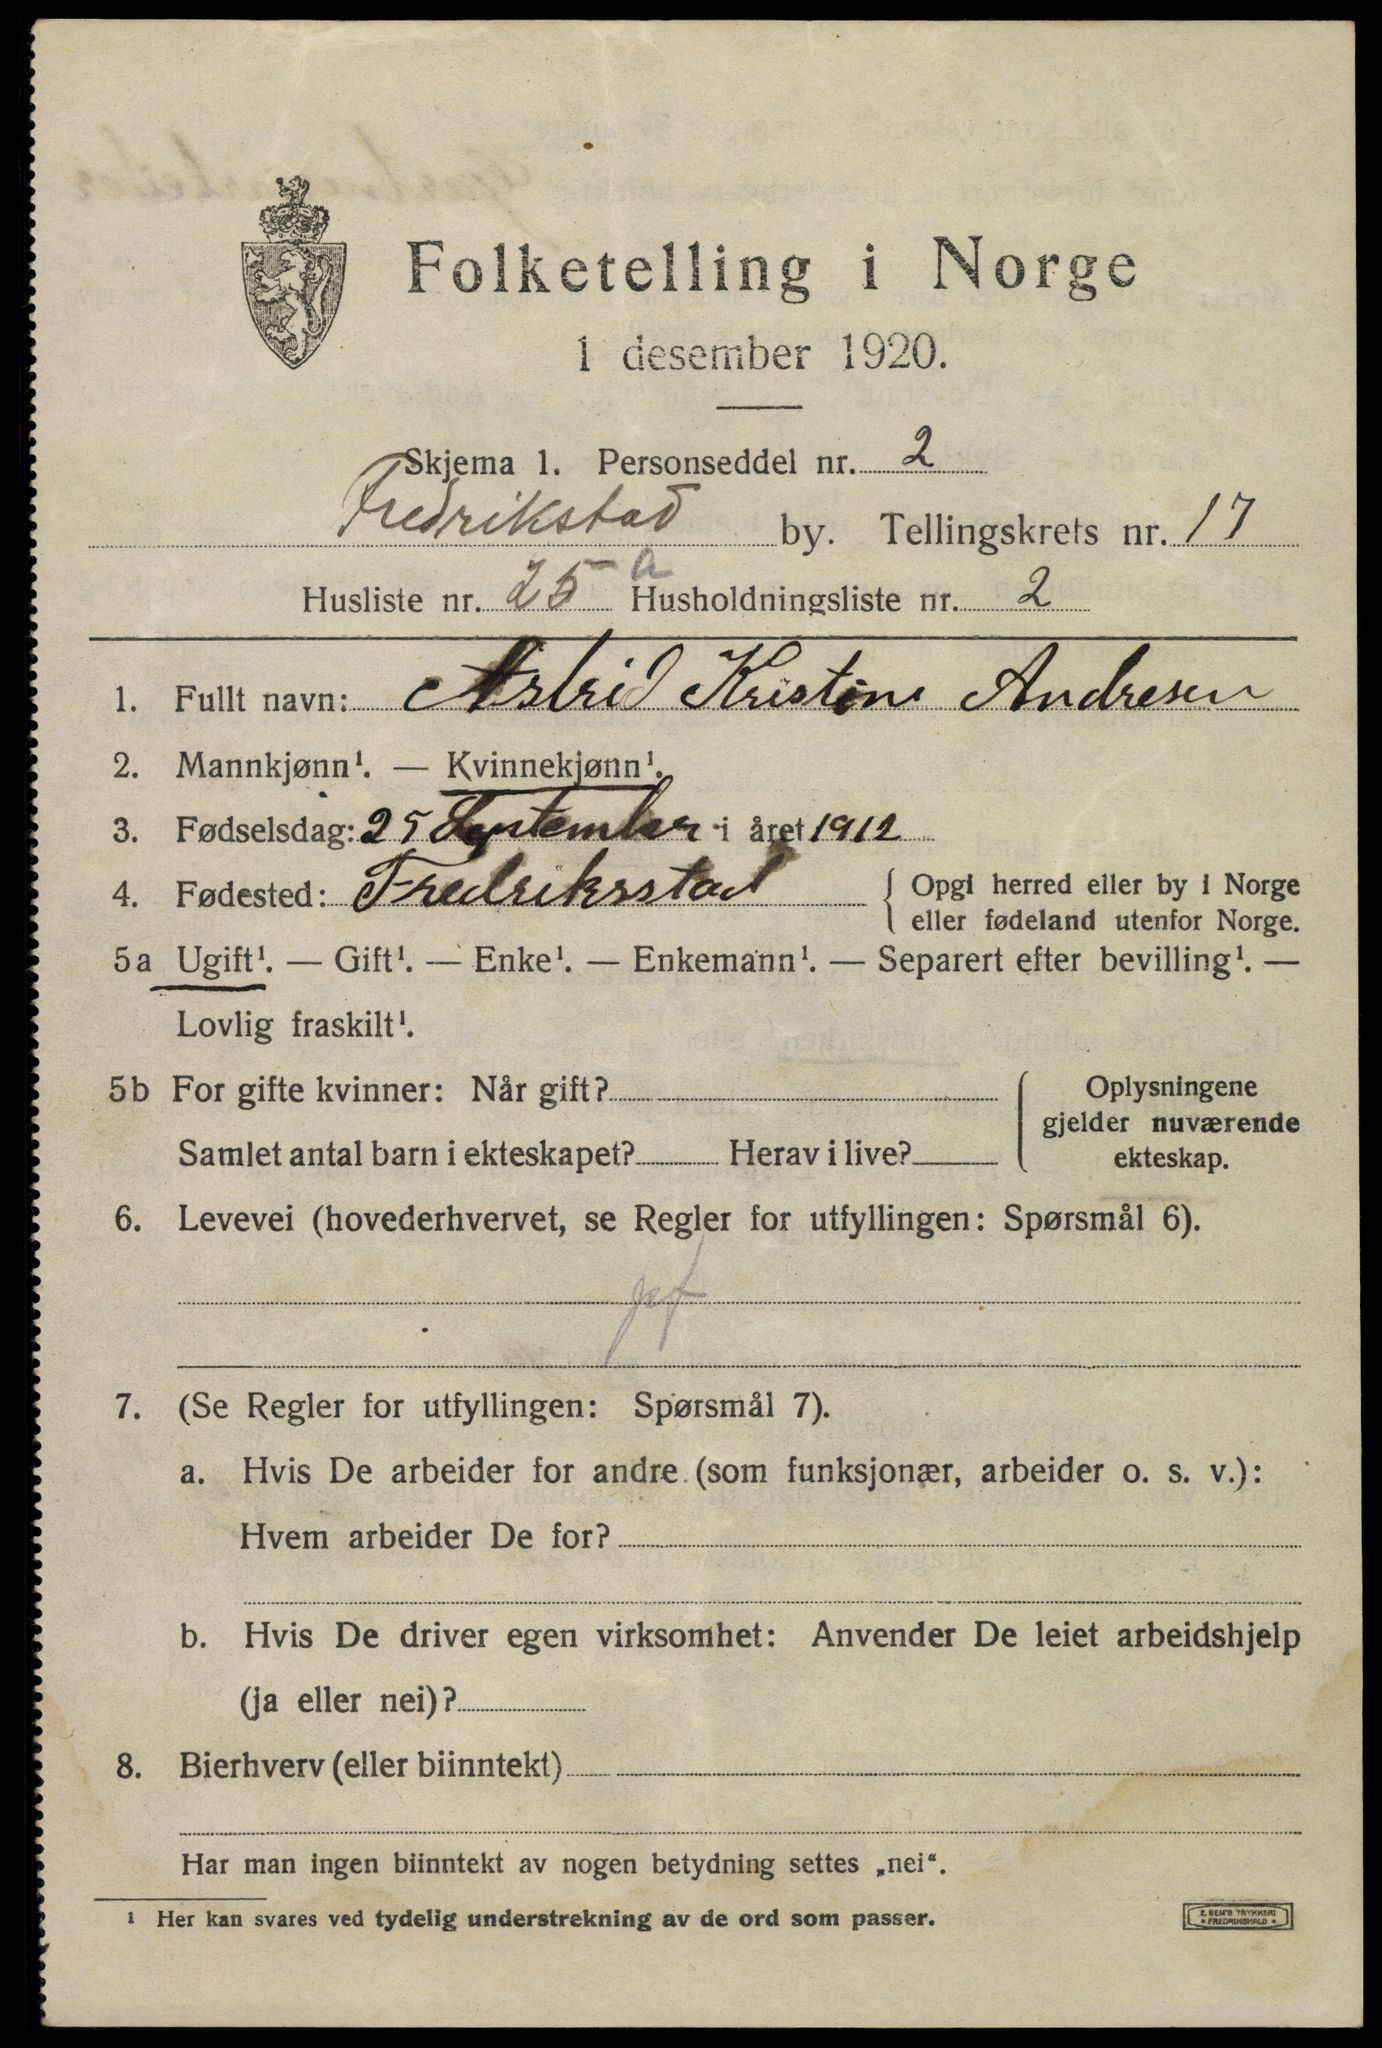 Folketelling i Norge
1 desember 1920.
Skjema 1. Personseddel nr. 2
Fredrikstad by. Tellingskrets nr. 17
Husliste nr. 25 a Husholdningsliste nr. 2
1. Fullt navn: Astrid Kristine Andresen
2. Mannkjønn¹. — Kvinnekjønn¹.
3. Fødselsdag: 25 September i året 1912
4. Fødested: Fredriksstad { Opgi herred eller by i Norge
eller fødeland utenfor Norge.
5a Ugift¹. — Gift¹. — Enke¹. — Enkemann¹. — Separert efter bevilling¹. —
Lovlig fraskilt¹.
5b For gifte kvinner: Når gift? { Oplysningene
gjelder nuværende
Samlet antal barn i ekteskapet? Herav i live? ekteskap.
6. Levevei (hovederhvervet, se Regler for utfyllingen: Spørsmål 6).
7. (Se Regler for utfyllingen: Spørsmål 7).
a. Hvis De arbeider for andre (som funksjonær, arbeider o. s. v.):
Hvem arbeider De for?
b. Hvis De driver egen virksomhet: Anvender De leiet arbeidshjelp
(ja eller nei)?
8. Bierhverv (eller biinntekt)
Har man ingen biinntekt av nogen betydning settes „nei“.
¹ Her kan svares ved tydelig understrekning av de ord som passer.
E. SEM'S TRYKKERI
* FREDRIKSHALD *